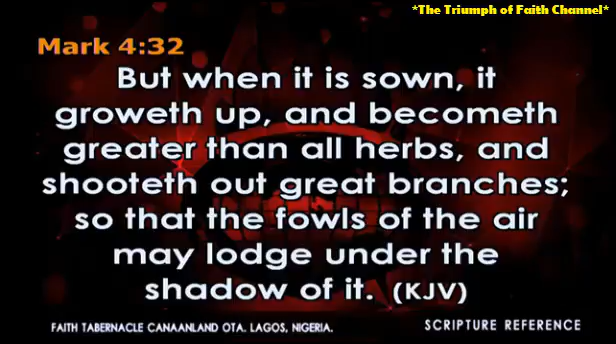 *The Triumph of Faith Channel*
Mark 4:32
But when it is sown, it
groweth up, and becometh
greater than all herbs, and
shooteth out great branches;
so that the fowls of the air
may lodge under the
shadow of it. (KJV)
FAITH TABERNACLE CANAANLAND OTA. LAGOS, NIGERIA.
SCRIPTURE REFERENCE